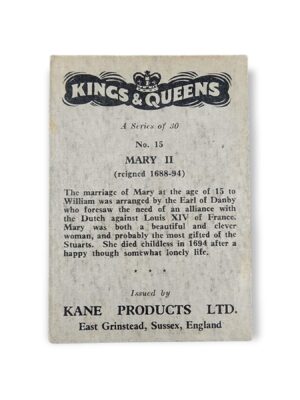 KINGS & QUEENS
A Series of 30
No. 15
MARY II
(reigned 1688-94)
The marriage of Mary at the age of 15 to
William was arranged by the Earl of Danby
who foresaw the need of an alliance with
the Dutch against Louis XIV of France.
Mary was both a beautiful and clever
woman, and probably the most gifted of the
Stuarts. She died childless in 1694 after a
happy though somewhat lonely life.
* * *
Issued by
KANE PRODUCTS LTD.
East Grinstead, Sussex, England